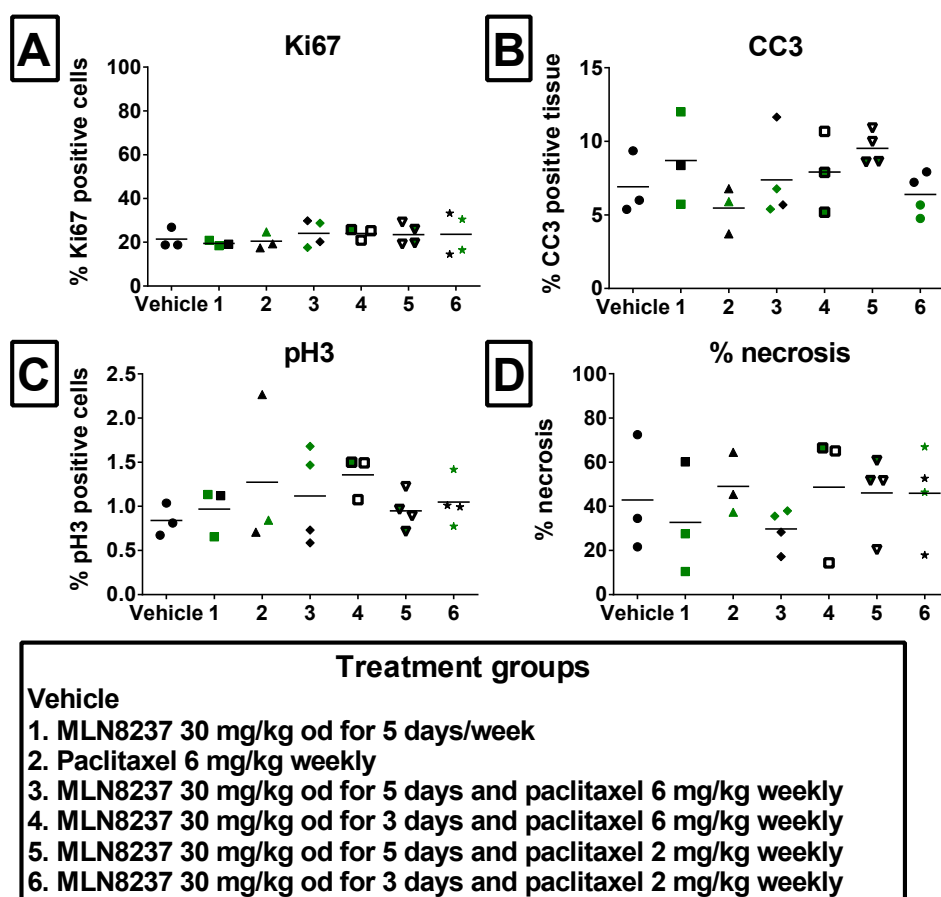 A
Ki67
% Ki67 positive cells
100
80
60
40
20
0
Vehicle 1 2 3 4 5 6
B
CC3
% CC3 positive tissue
15
10
5
0
Vehicle 1 2 3 4 5 6
C
pH3
% pH3 positive cells
2.5
2.0
1.5
1.0
0.5
0.0
Vehicle 1 2 3 4 5 6
D
% necrosis
% necrosis
100
80
60
40
20
0
Vehicle 1 2 3 4 5 6
Treatment groups
Vehicle
1. MLN8237 30 mg/kg od for 5 days/week
2. Paclitaxel 6 mg/kg weekly
3. MLN8237 30 mg/kg od for 5 days and paclitaxel 6 mg/kg weekly
4. MLN8237 30 mg/kg od for 3 days and paclitaxel 6 mg/kg weekly
5. MLN8237 30 mg/kg od for 5 days and paclitaxel 2 mg/kg weekly
6. MLN8237 30 mg/kg od for 3 days and paclitaxel 2 mg/kg weekly